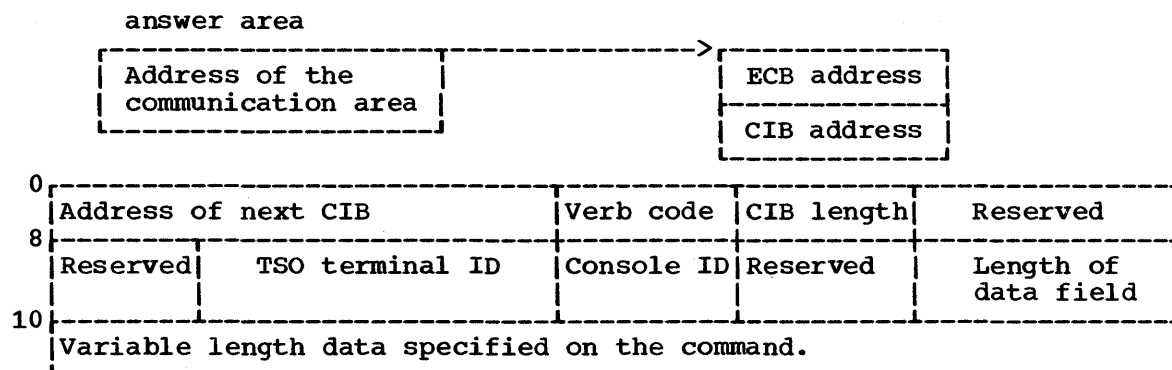 answer area
Address of the
communication area
ECB address
CIB address
0
Address of next CIB Verb code CIB length Reserved
8
Reserved TSO terminal ID Console ID Reserved Length of
data field
10
Variable length data specified on the command.